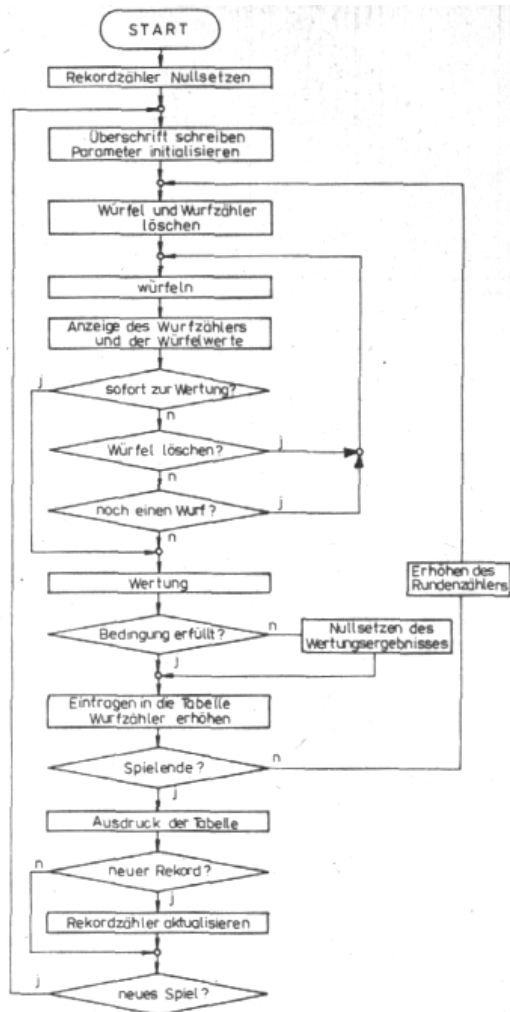 START
Rekordzähler Nullsetzen
Überschrift schreiben
Parameter initialisieren
Würfel und Wurfzähler
löschen
würfeln
Anzeige des Wurfzählers
und der Würfelwerte
j
sofort zur Wertung?
n
Würfel löschen?
j
n
noch einen Wurf?
j
n
Erhöhen des
Rundenzählers
Wertung
Bedingung erfüllt?
n
Nullsetzen des
Wertungsergebnisses
j
Eintragen in die Tabelle
Wurfzähler erhöhen
Spielende?
n
j
Ausdruck der Tabelle
n
neuer Rekord?
j
Rekordzähler aktualisieren
j
neues Spiel?